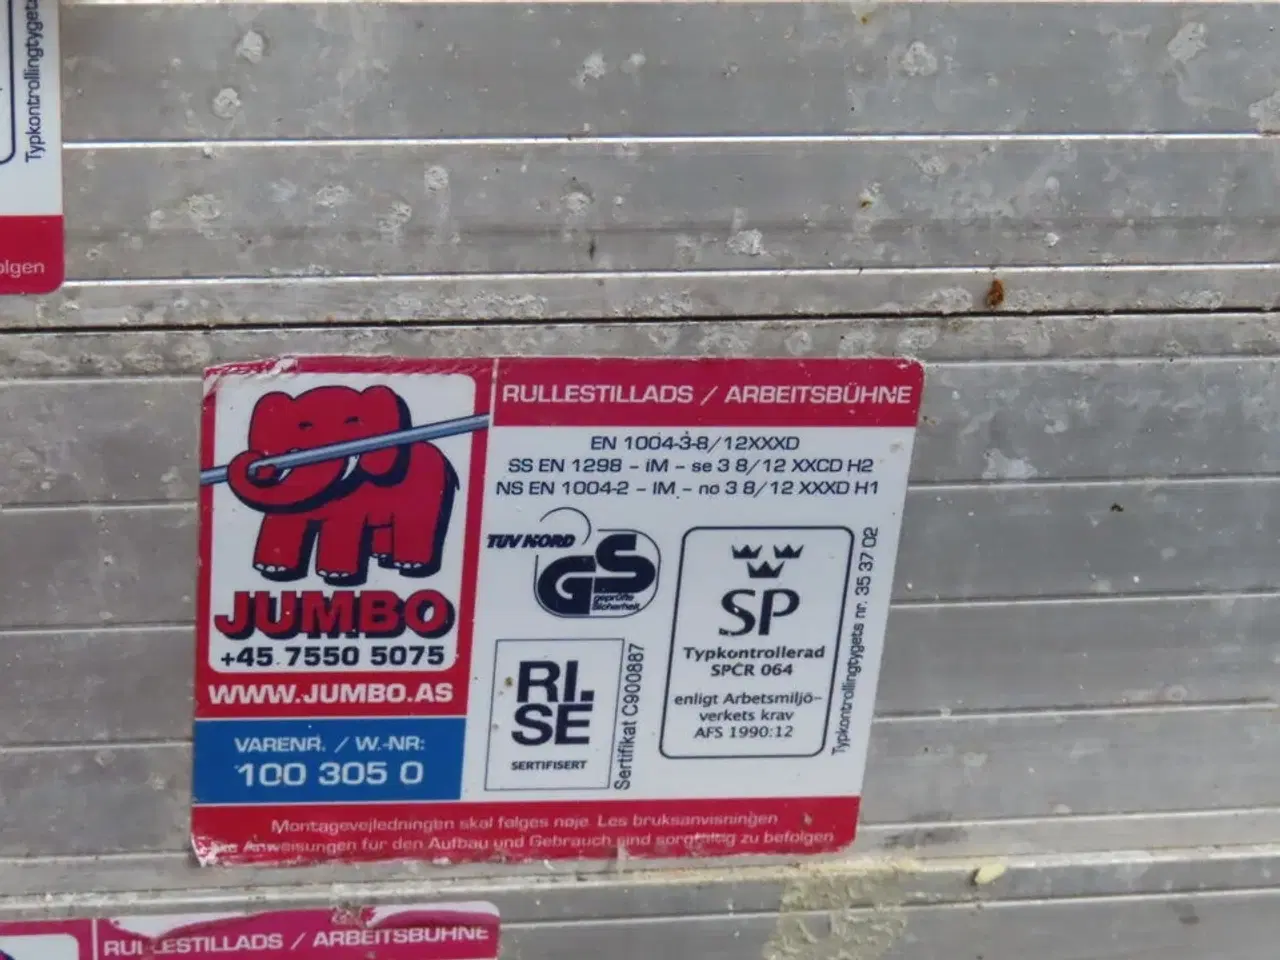 Typkontrollintyget
olgen
RULLESTILLADS / ARBEITSBÜHNE
EN 1004-3-8/12XXXD
SS EN 1298 - IM - se 3 8/12 XXCD H2
NS EN 1004-2 - IM - no 3 8/12 XXXD H1
JUMBO
+45 7550 5075
WWW.JUMBO.AS
VARENR. / W.-NR:
100 305 0
TUV NORD
GS
geprüfte
Sicherheit
RI.
SE
SERTIFISERT
Sertifikat C900887
SP
Typkontrollerad
SPCR 064
enligt Arbetsmiljö-
verkets krav
AFS 1990:12
Typkontrollingtygets nr. 35 37 02
Montagevejledningen skal følges nøje. Les bruksanvisningen
Anweisungen für den Aufbau und Gebrauch sind sorgfältig zu befolgen
RULLESTILLADS / ARBEITSBÜHNE